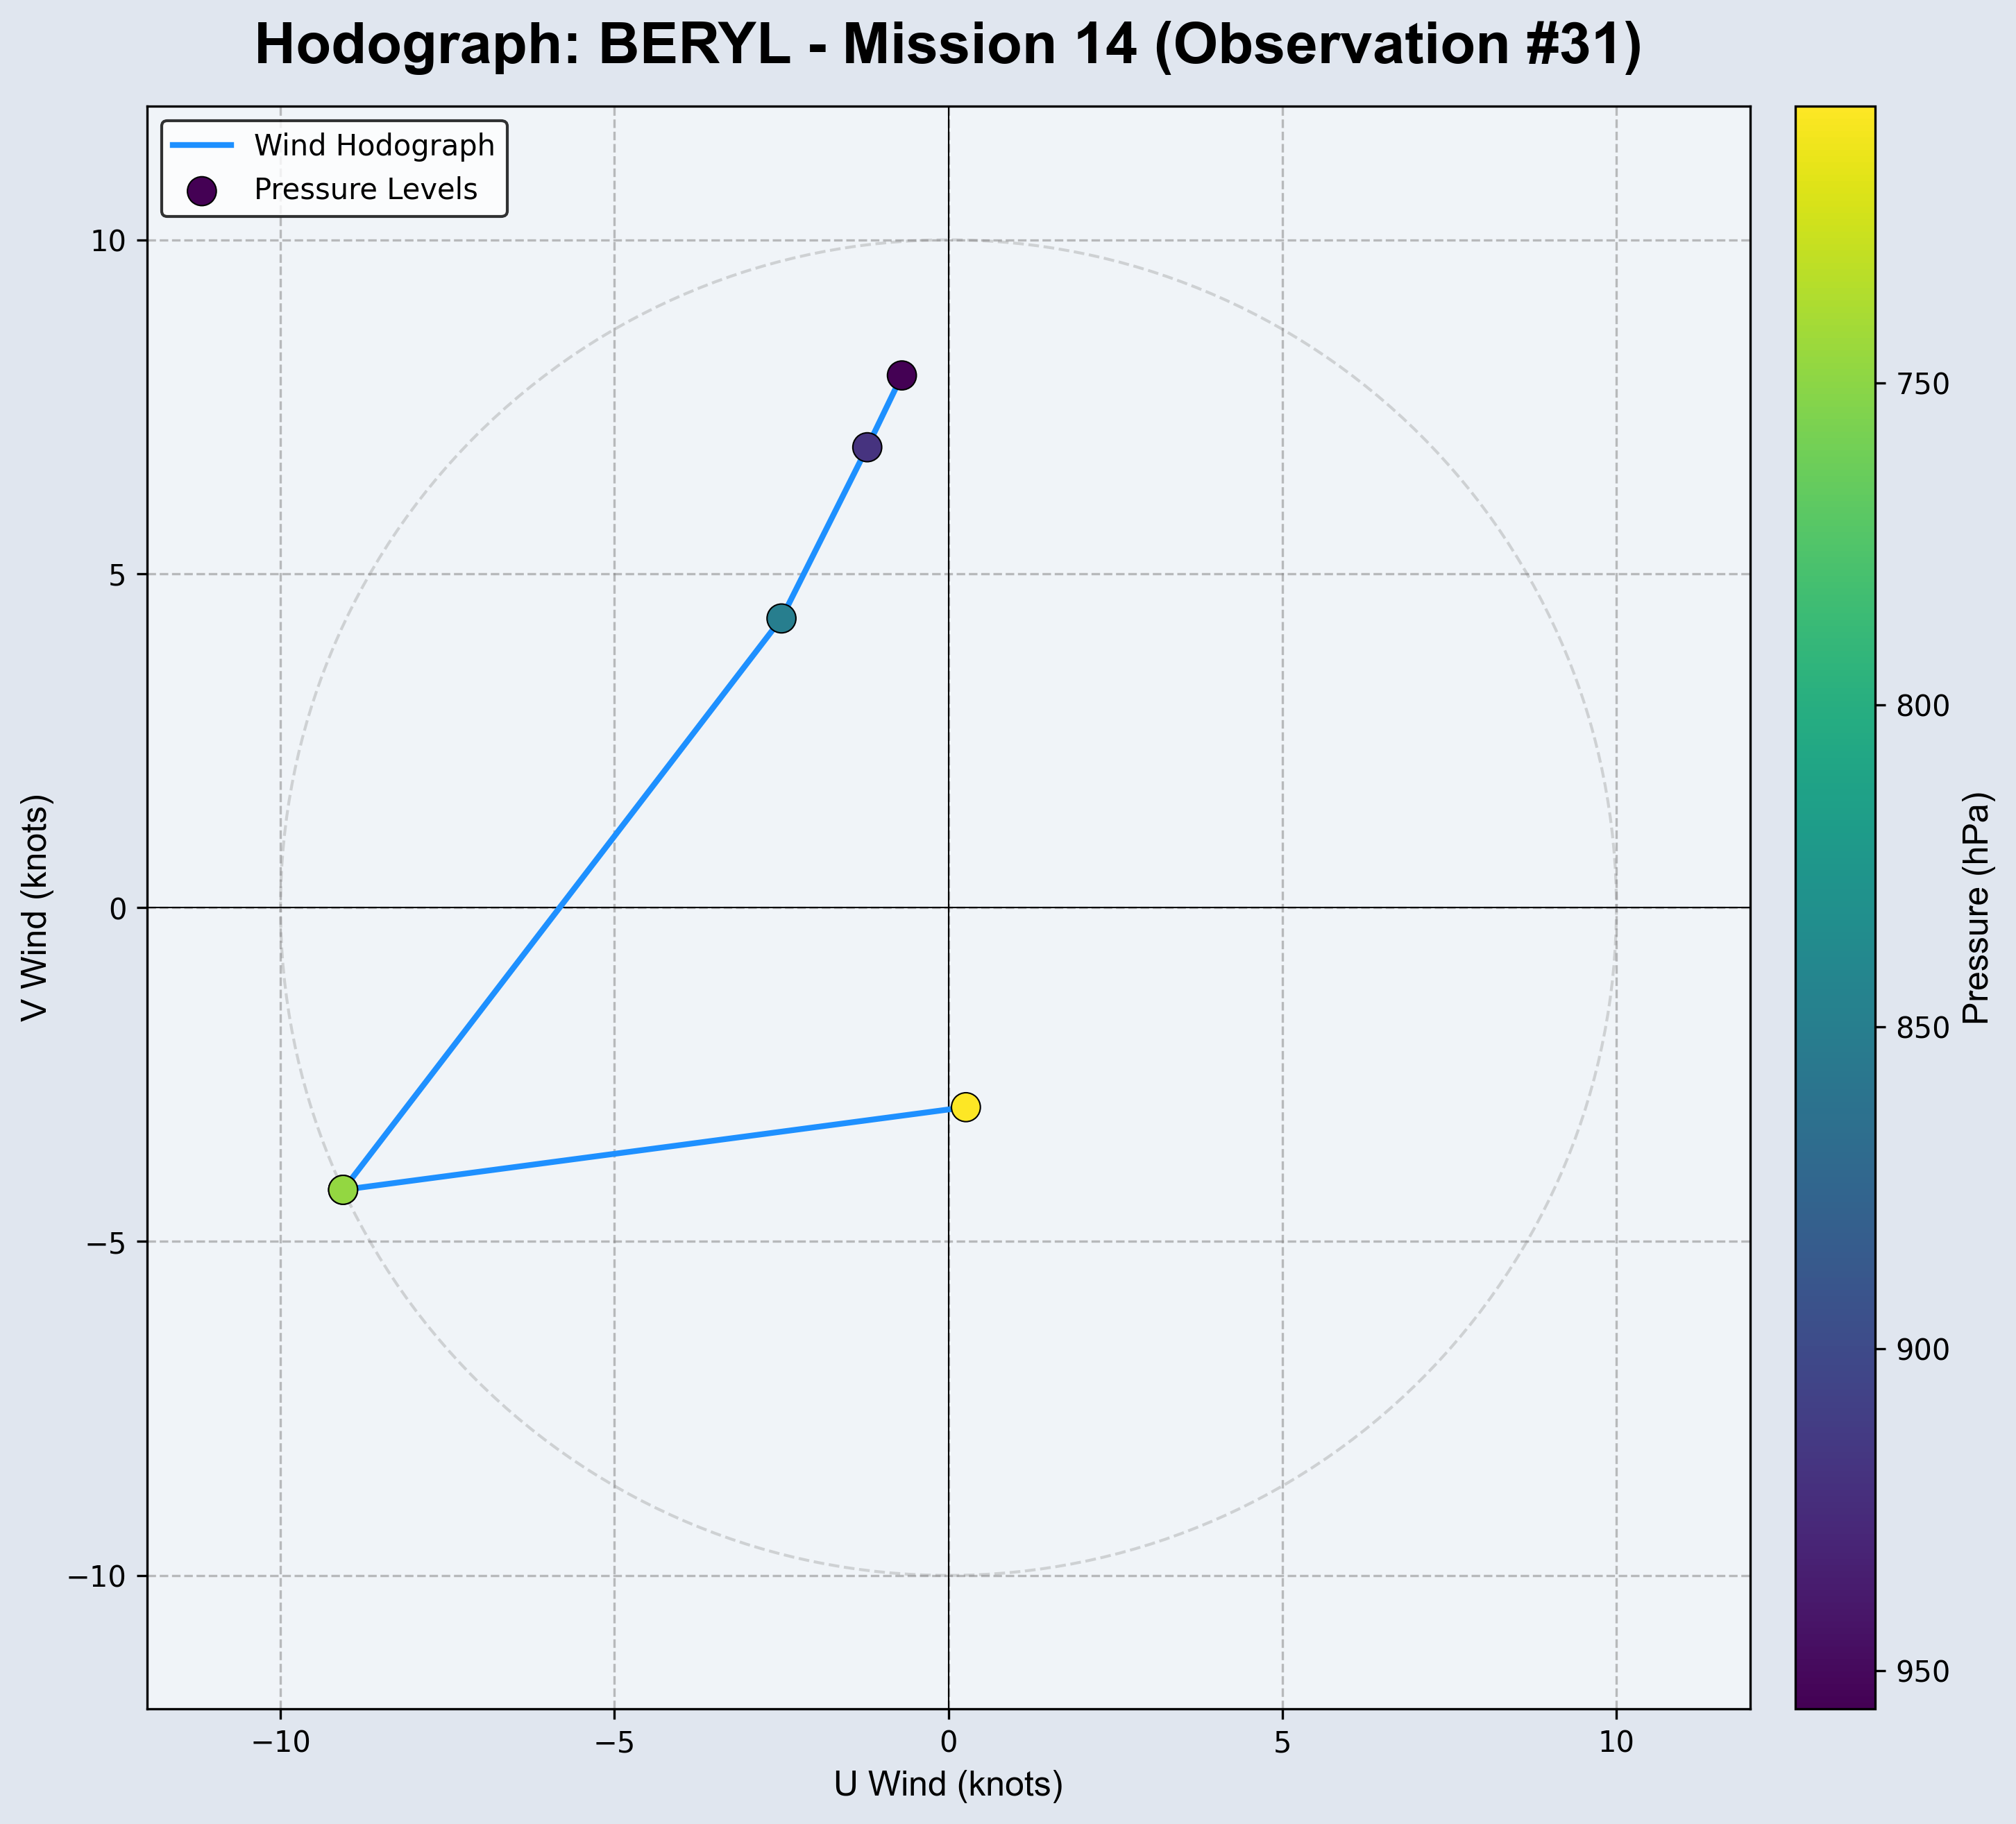 Hodograph: BERYL - Mission 14 (Observation #31)
Wind Hodograph
Pressure Levels
10
5
0
−5
−10
V Wind (knots)
−10
−5
0
5
10
U Wind (knots)
750
800
850
900
950
Pressure (hPa)